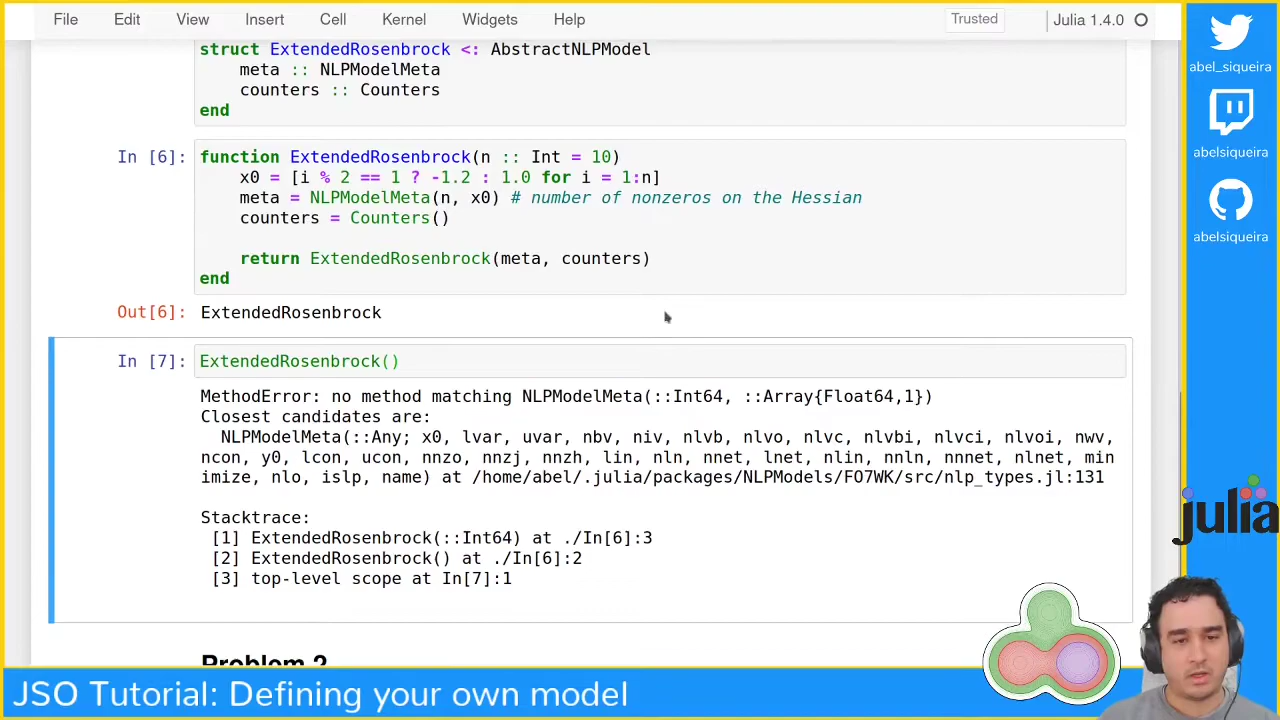 File Edit View Insert Cell Kernel Widgets Help Trusted Julia 1.4.0
struct ExtendedRosenbrock <: AbstractNLPModel
meta :: NLPModelMeta
counters :: Counters
end
In [6]: function ExtendedRosenbrock(n :: Int = 10)
x0 = [i % 2 == 1 ? -1.2 : 1.0 for i = 1:n]
meta = NLPModelMeta(n, x0) # number of nonzeros on the Hessian
counters = Counters()
return ExtendedRosenbrock(meta, counters)
end
Out[6]: ExtendedRosenbrock
In [7]: ExtendedRosenbrock()
MethodError: no method matching NLPModelMeta(::Int64, ::Array{Float64,1})
Closest candidates are:
NLPModelMeta(::Any; x0, lvar, uvar, nbv, niv, nlvb, nlvo, nlvc, nlvbi, nlvci, nlvoi, nwv,
ncon, y0, lcon, ucon, nnzo, nnzj, nnzh, lin, nln, nnet, lnet, nlin, nnln, nnnet, nlnet, min
imize, nlo, islp, name) at /home/abel/.julia/packages/NLPModels/FO7WK/src/nlp_types.jl:131
Stacktrace:
[1] ExtendedRosenbrock(::Int64) at ./In[6]:3
[2] ExtendedRosenbrock() at ./In[6]:2
[3] top-level scope at In[7]:1
Problem 2
abel_siqueira
abelsiqueira
abelsiqueira
julia
JSO Tutorial: Defining your own model